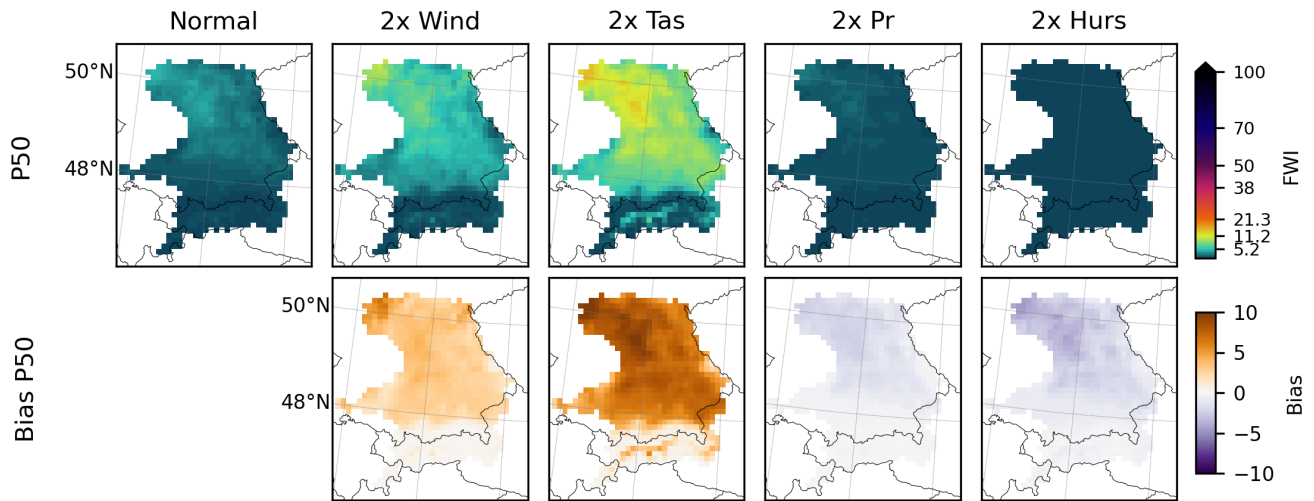 Normal
2x Wind
2x Tas
2x Pr
2x Hurs
P50
50°N
48°N
100
70
50
38
21.3
11.2
5.2
FWI
Bias P50
50°N
48°N
10
5
0
−5
−10
Bias